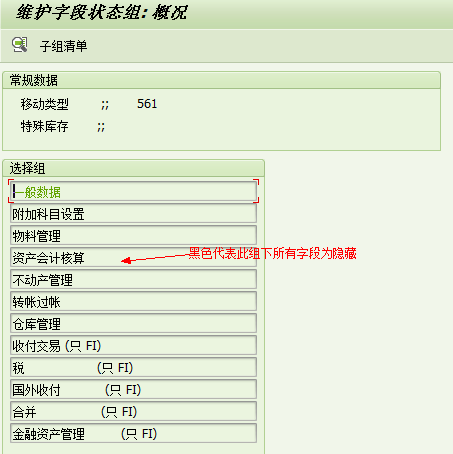 维护字段状态组: 概况
子组清单
常规数据
移动类型 ;; 561
特殊库存 ;;
选择组
一般数据
附加科目设置
物料管理
资产会计核算
黑色代表此组下所有字段为隐藏
不动产管理
转帐过帐
仓库管理
收付交易 (只 FI)
税 (只 FI)
国外收付 (只 FI)
合并 (只 FI)
金融资产管理 (只 FI)